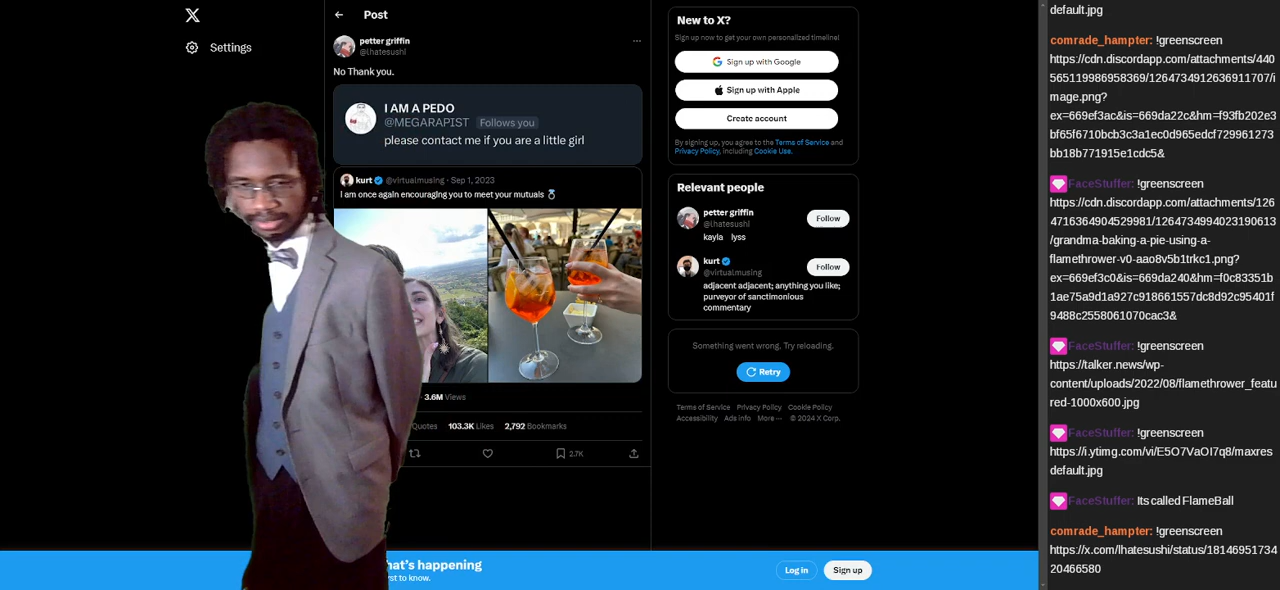 Post
Settings
petter griffin
@lhatesushi
No Thank you.
I AM A PEDO
@MEGARAPIST Follows you
please contact me if you are a little girl
kurt @virtualmusing · Sep 1, 2023
I am once again encouraging you to meet your mutuals
3.6M Views
Quotes 103.3K Likes 2,792 Bookmarks
2.7K
hat's happening
st to know.
Log in
Sign up
New to X?
Sign up now to get your own personalized timeline!
Sign up with Google
Sign up with Apple
Create account
By signing up, you agree to the Terms of Service and
Privacy Policy, including Cookie Use.
Relevant people
petter griffin
@lhatesushi
Follow
kayla lyss
kurt
@virtualmusing
Follow
adjacent adjacent; anything you like;
purveyor of sanctimonious
commentary
Something went wrong. Try reloading.
Retry
Terms of Service Privacy Policy Cookie Policy
Accessibility Ads info More ··· © 2024 X Corp.
default.jpg
comrade_hampter: !greenscreen
https://cdn.discordapp.com/attachments/440
565119986958369/1264734912636911707/i
mage.png?
ex=669ef3ac&is=669da22c&hm=f93fb202e3
bf65f6710bcb3c3a1ec0d965edcf729961273
bb18b771915e1cdc5&
FaceStuffer: !greenscreen
https://cdn.discordapp.com/attachments/126
4716364904529981/1264734994023190613
/grandma-baking-a-pie-using-a-
flamethrower-v0-aao8v5b1trkc1.png?
ex=669ef3c0&is=669da240&hm=f0c83351b
1ae75a9d1a927c918661557dc8d92c95401f
9488c2558061070cac3&
FaceStuffer: !greenscreen
https://talker.news/wp-
content/uploads/2022/08/flamethrower_featu
red-1000x600.jpg
FaceStuffer: !greenscreen
https://i.ytimg.com/vi/E5O7VaOI7q8/maxres
default.jpg
FaceStuffer: Its called FlameBall
comrade_hampter: !greenscreen
https://x.com/lhatesushi/status/18146951734
20466580